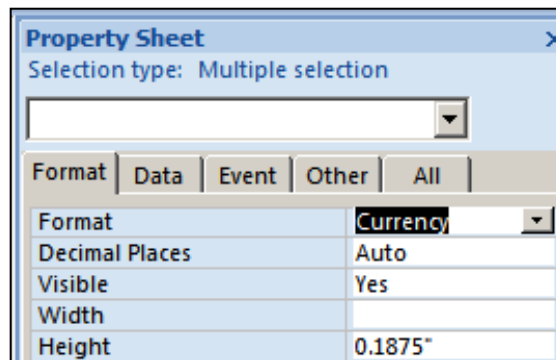 Property Sheet
Selection type: Multiple selection
Format Data Event Other All
Format Currency
Decimal Places Auto
Visible Yes
Width
Height 0.1875"